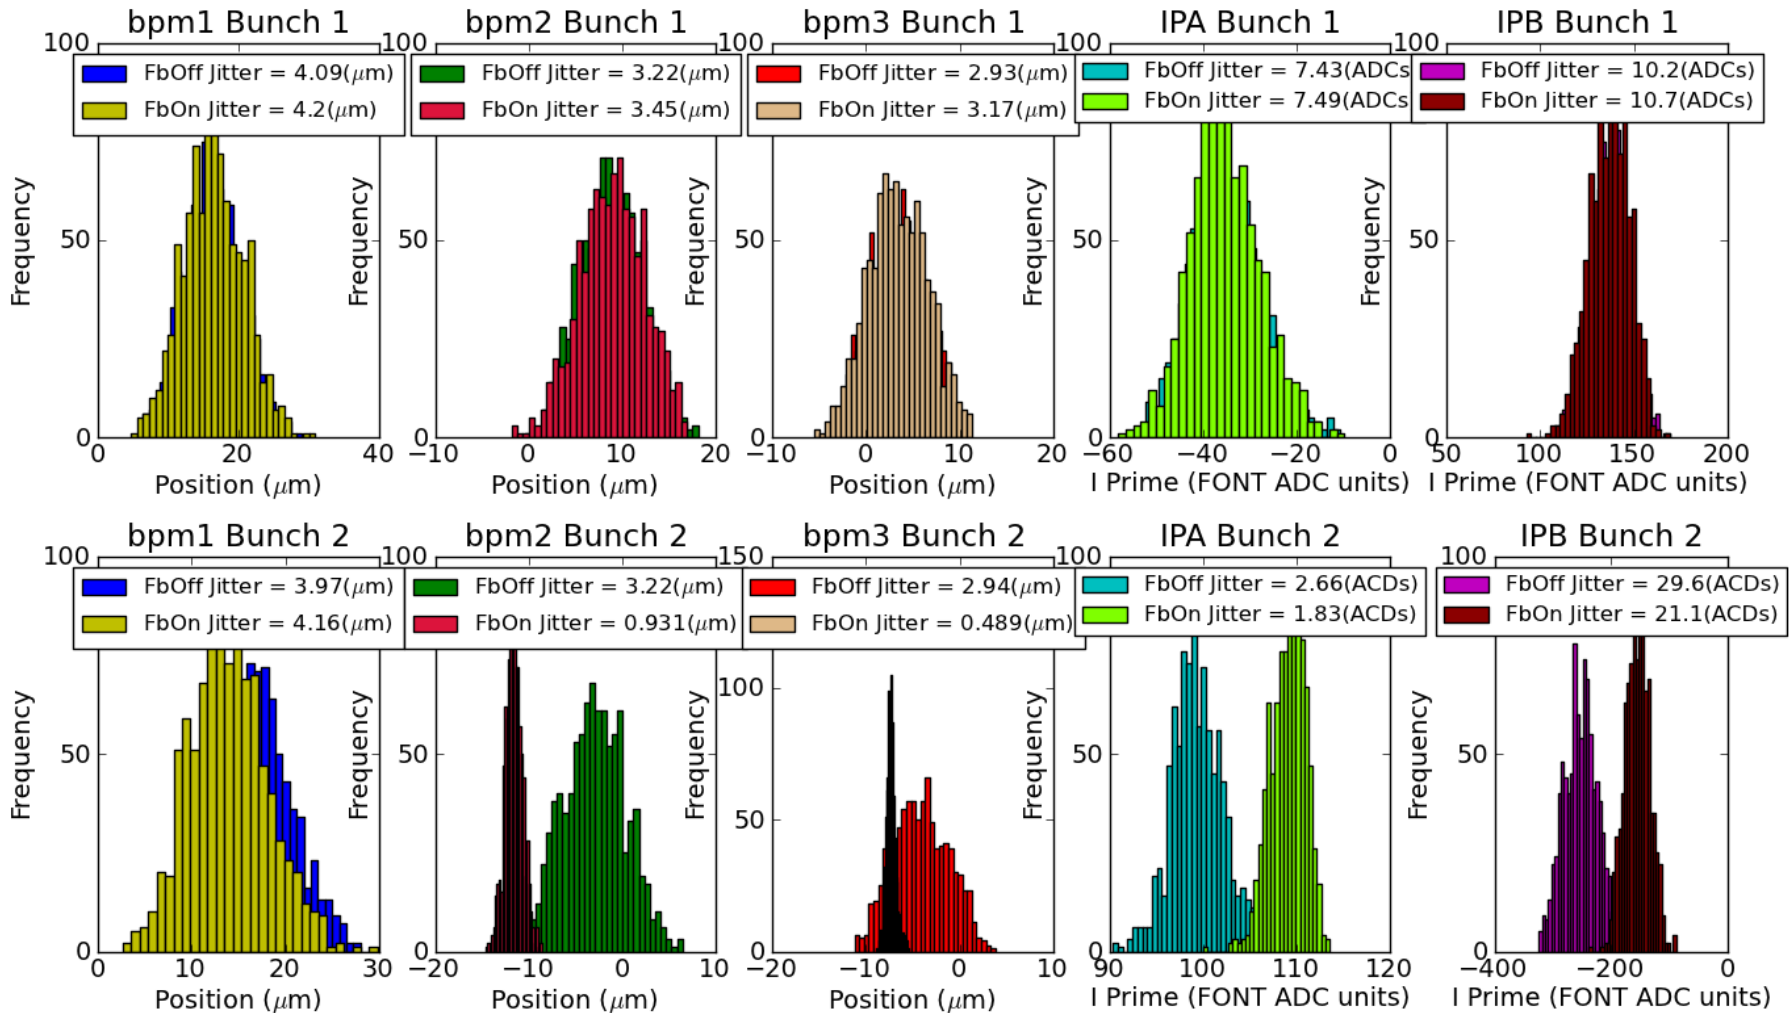 bpm1 Bunch 1
bpm2 Bunch 1
bpm3 Bunch 1
IPA Bunch 1
IPB Bunch 1
100
FbOff Jitter = 4.09(μm)
FbOn Jitter = 4.2(μm)
50
0
Frequency
0 20 40
Position (μm)
100
FbOff Jitter = 3.22(μm)
FbOn Jitter = 3.45(μm)
50
0
Frequency
−10 0 10 20
Position (μm)
100
FbOff Jitter = 2.93(μm)
FbOn Jitter = 3.17(μm)
50
0
Frequency
−10 0 10 20
Position (μm)
100
FbOff Jitter = 7.43(ADCs
FbOn Jitter = 7.49(ADCs
50
0
Frequency
−60 −40 −20 0
I Prime (FONT ADC units)
100
FbOff Jitter = 10.2(ADCs)
FbOn Jitter = 10.7(ADCs)
50
0
Frequency
50 100 150 200
I Prime (FONT ADC units)
bpm1 Bunch 2
bpm2 Bunch 2
bpm3 Bunch 2
IPA Bunch 2
IPB Bunch 2
100
FbOff Jitter = 3.97(μm)
FbOn Jitter = 4.16(μm)
50
0
Frequency
0 10 20 30
Position (μm)
100
FbOff Jitter = 3.22(μm)
FbOn Jitter = 0.931(μm)
50
0
Frequency
−20 −10 0 10
Position (μm)
150
FbOff Jitter = 2.94(μm)
FbOn Jitter = 0.489(μm)
100
50
0
Frequency
−20 −10 0 10
Position (μm)
100
FbOff Jitter = 2.66(ACDs)
FbOn Jitter = 1.83(ACDs)
50
0
Frequency
90 100 110 120
I Prime (FONT ADC units)
100
FbOff Jitter = 29.6(ACDs)
FbOn Jitter = 21.1(ACDs)
50
0
Frequency
−400 −200 0
I Prime (FONT ADC units)